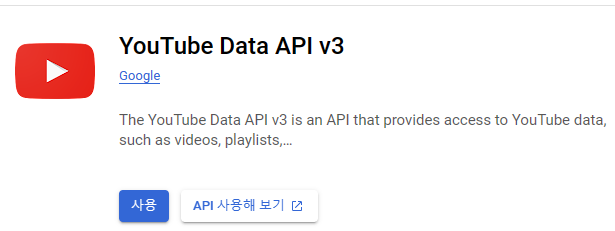 YouTube Data API v3
Google
The YouTube Data API v3 is an API that provides access to YouTube data,
such as videos, playlists,…
사용
API 사용해 보기